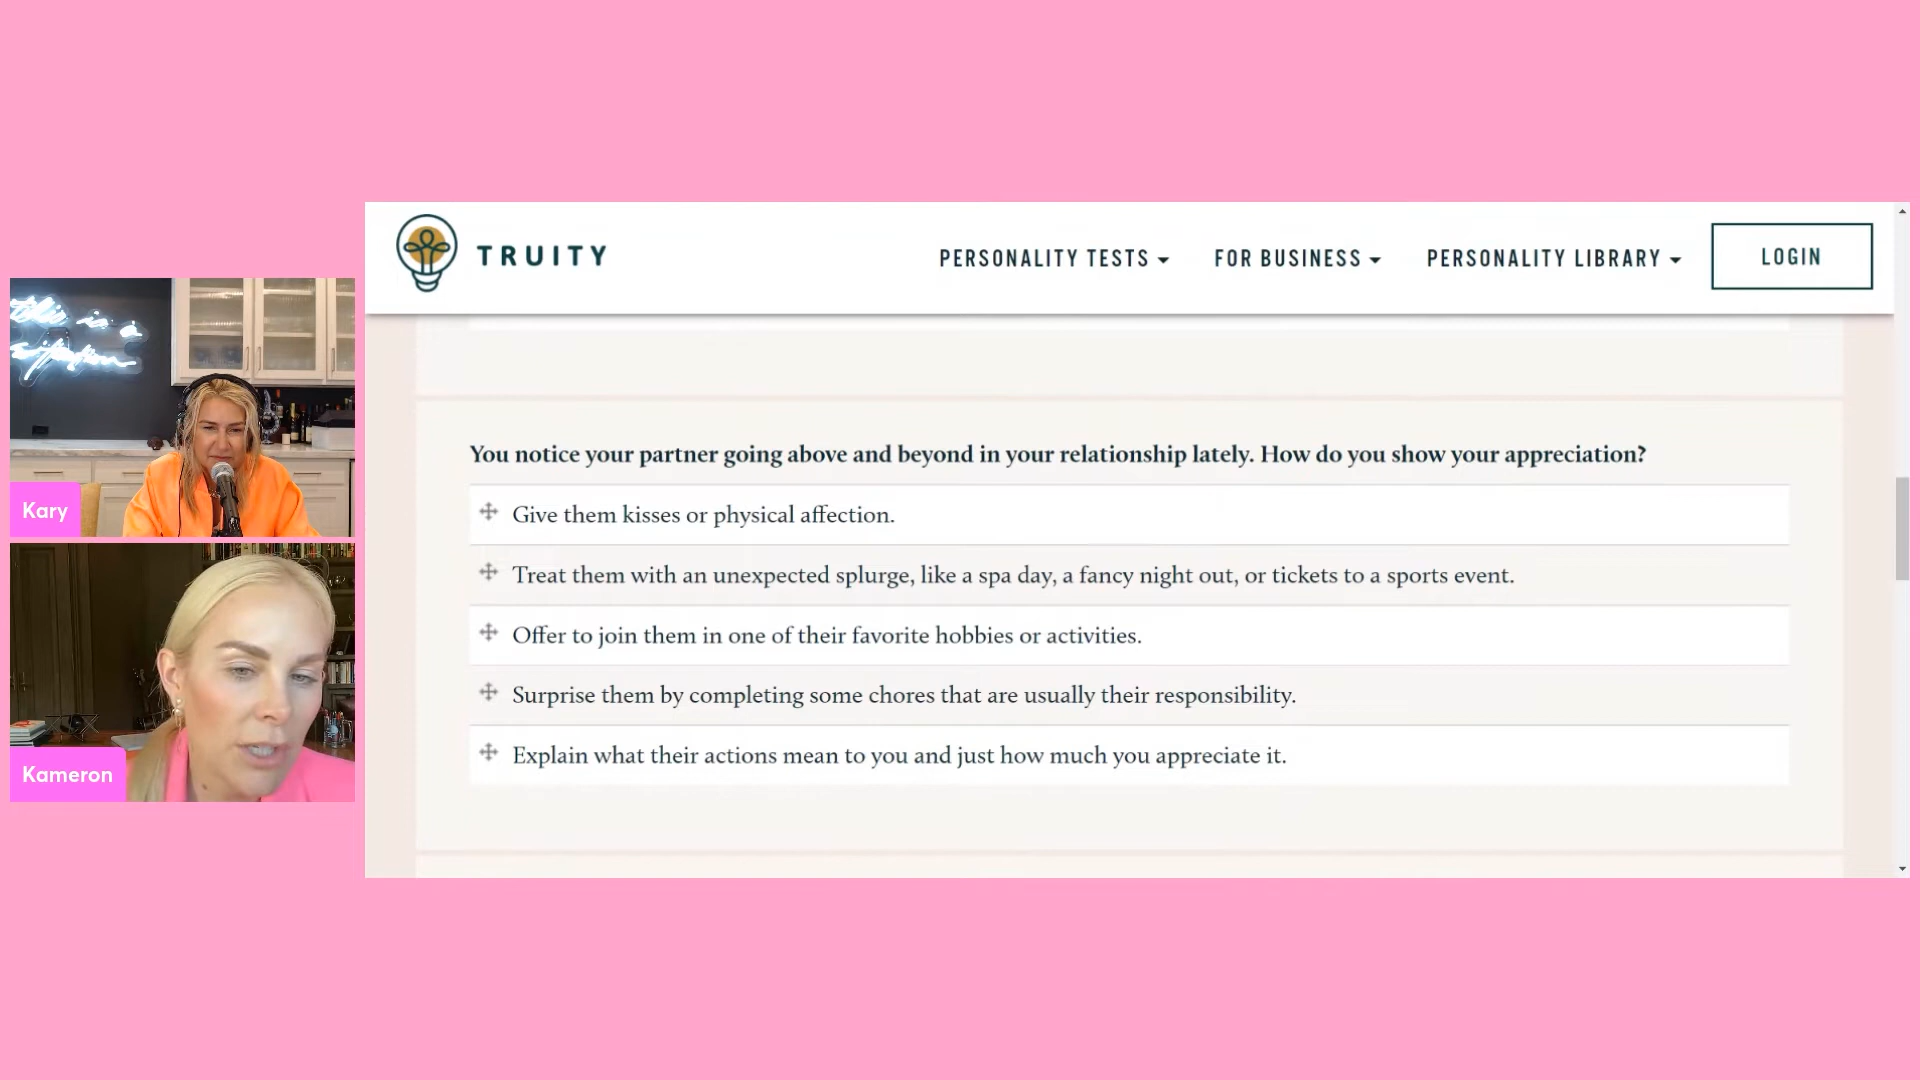 TRUITY
PERSONALITY TESTS
FOR BUSINESS
PERSONALITY LIBRARY
LOGIN
You notice your partner going above and beyond in your relationship lately. How do you show your appreciation?
Give them kisses or physical affection.
Treat them with an unexpected splurge, like a spa day, a fancy night out, or tickets to a sports event.
Offer to join them in one of their favorite hobbies or activities.
Surprise them by completing some chores that are usually their responsibility.
Explain what their actions mean to you and just how much you appreciate it.
is a
Kary
Kameron